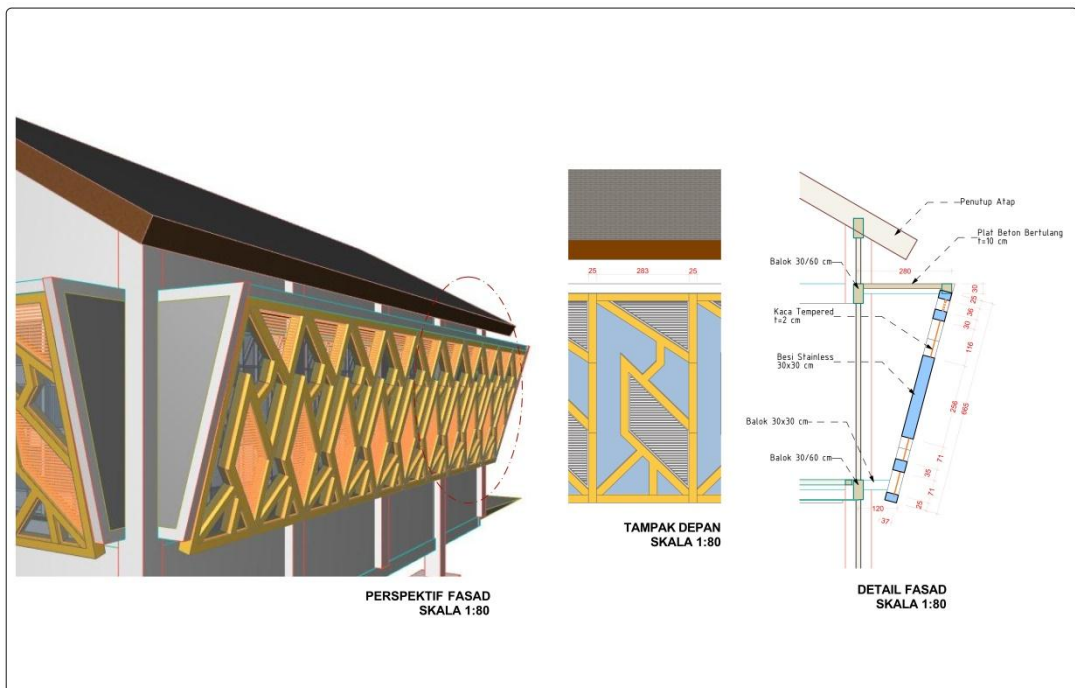 PERSPEKTIF FASAD
SKALA 1:80
25 283 25
TAMPAK DEPAN
SKALA 1:80
Penutup Atap
Plat Beton Bertulang
t=10 cm
Balok 30/60 cm
280
Kaca Tempered
t=2 cm
Besi Stainless
30x30 cm
Balok 30x30 cm
Balok 30/60 cm
30
25
36
30
116
256
665
71
35
71
25
120
37
DETAIL FASAD
SKALA 1:80